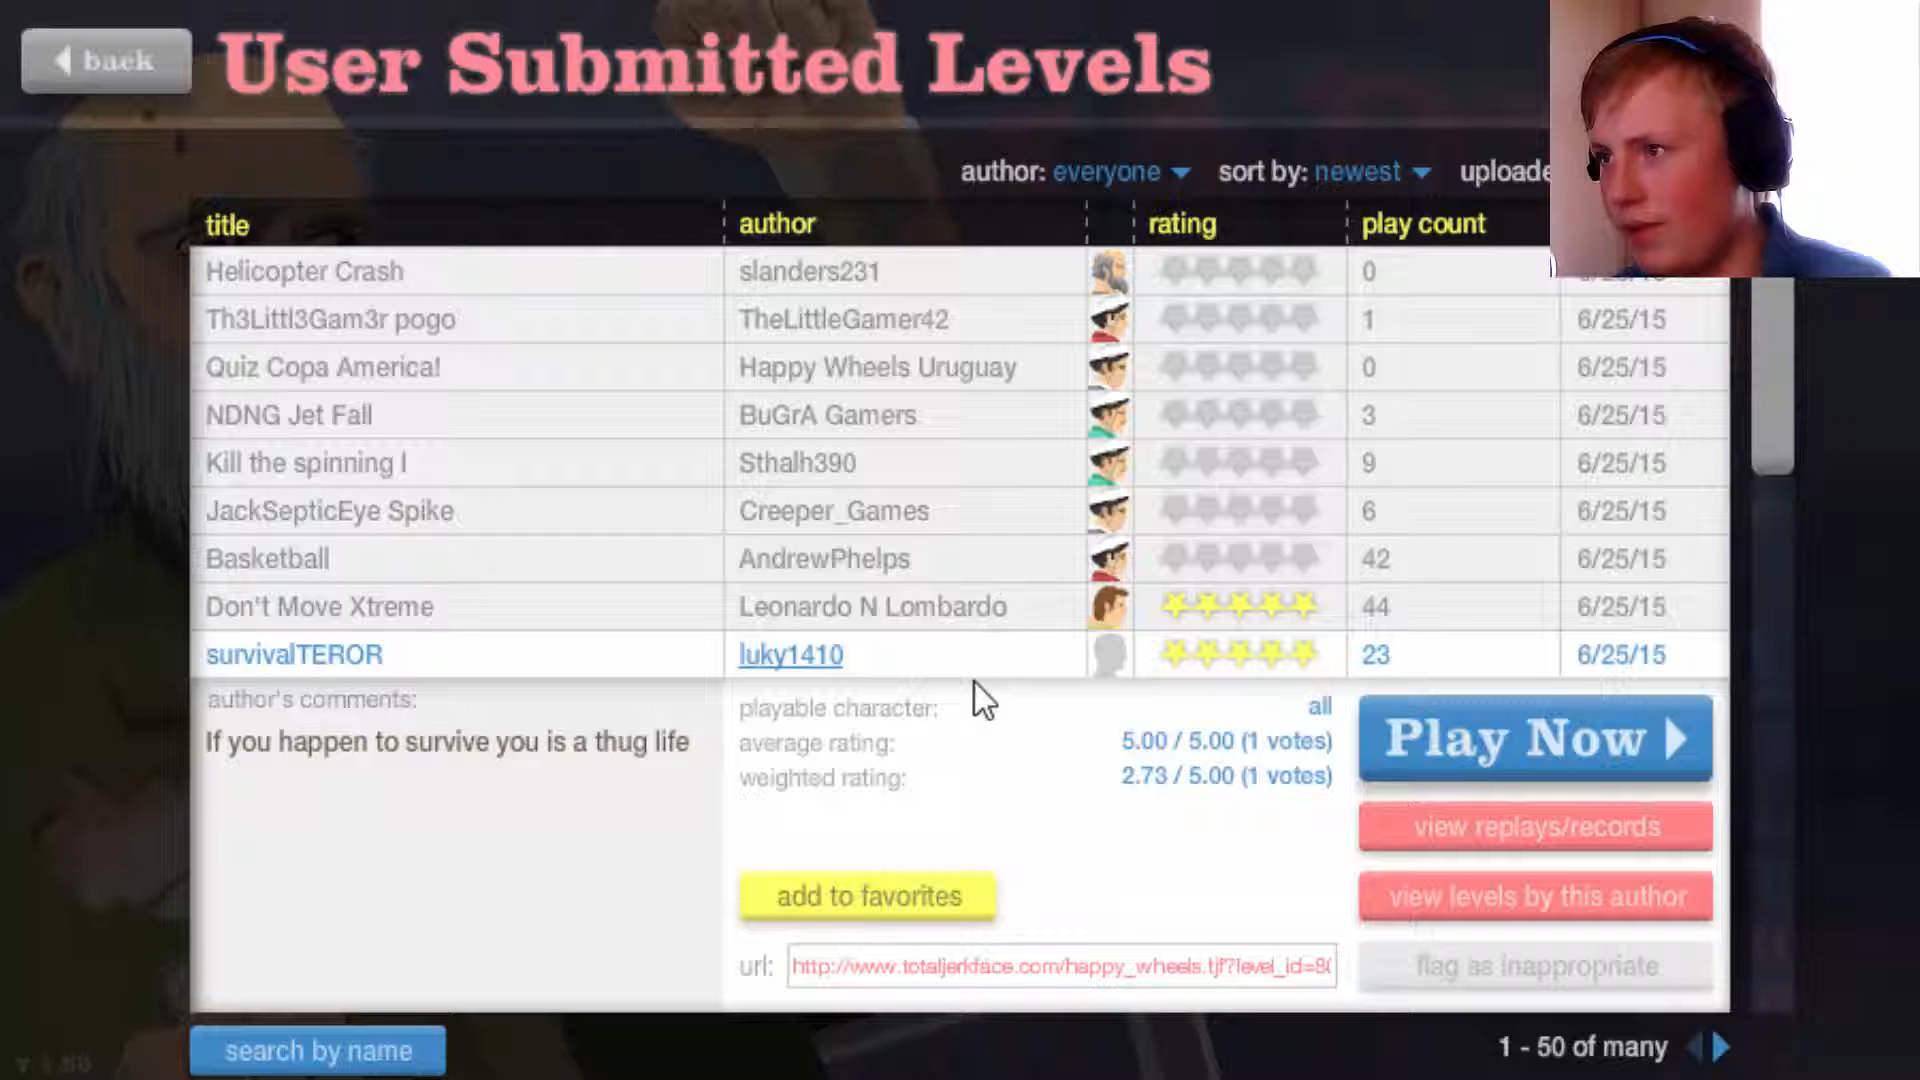 back
User Submitted Levels
author: everyone sort by: newest uploade
title author rating play count
Helicopter Crash slanders231 0
Th3Littl3Gam3r pogo TheLittleGamer42 1 6/25/15
Quiz Copa America! Happy Wheels Uruguay 0 6/25/15
NDNG Jet Fall BuGrA Gamers 3 6/25/15
Kill the spinning I Sthalh390 9 6/25/15
JackSepticEye Spike Creeper_Games 6 6/25/15
Basketball AndrewPhelps 42 6/25/15
Don't Move Xtreme Leonardo N Lombardo 44 6/25/15
survivalTEROR luky1410 23 6/25/15
author's comments:
If you happen to survive you is a thug life
playable character: all
average rating: 5.00 / 5.00 (1 votes)
weighted rating: 2.73 / 5.00 (1 votes)
Play Now
view replays/records
add to favorites
view levels by this author
url: http://www.totaljerkface.com/happy_wheels.tjf?level_id=8
flag as inappropriate
search by name
1 - 50 of many